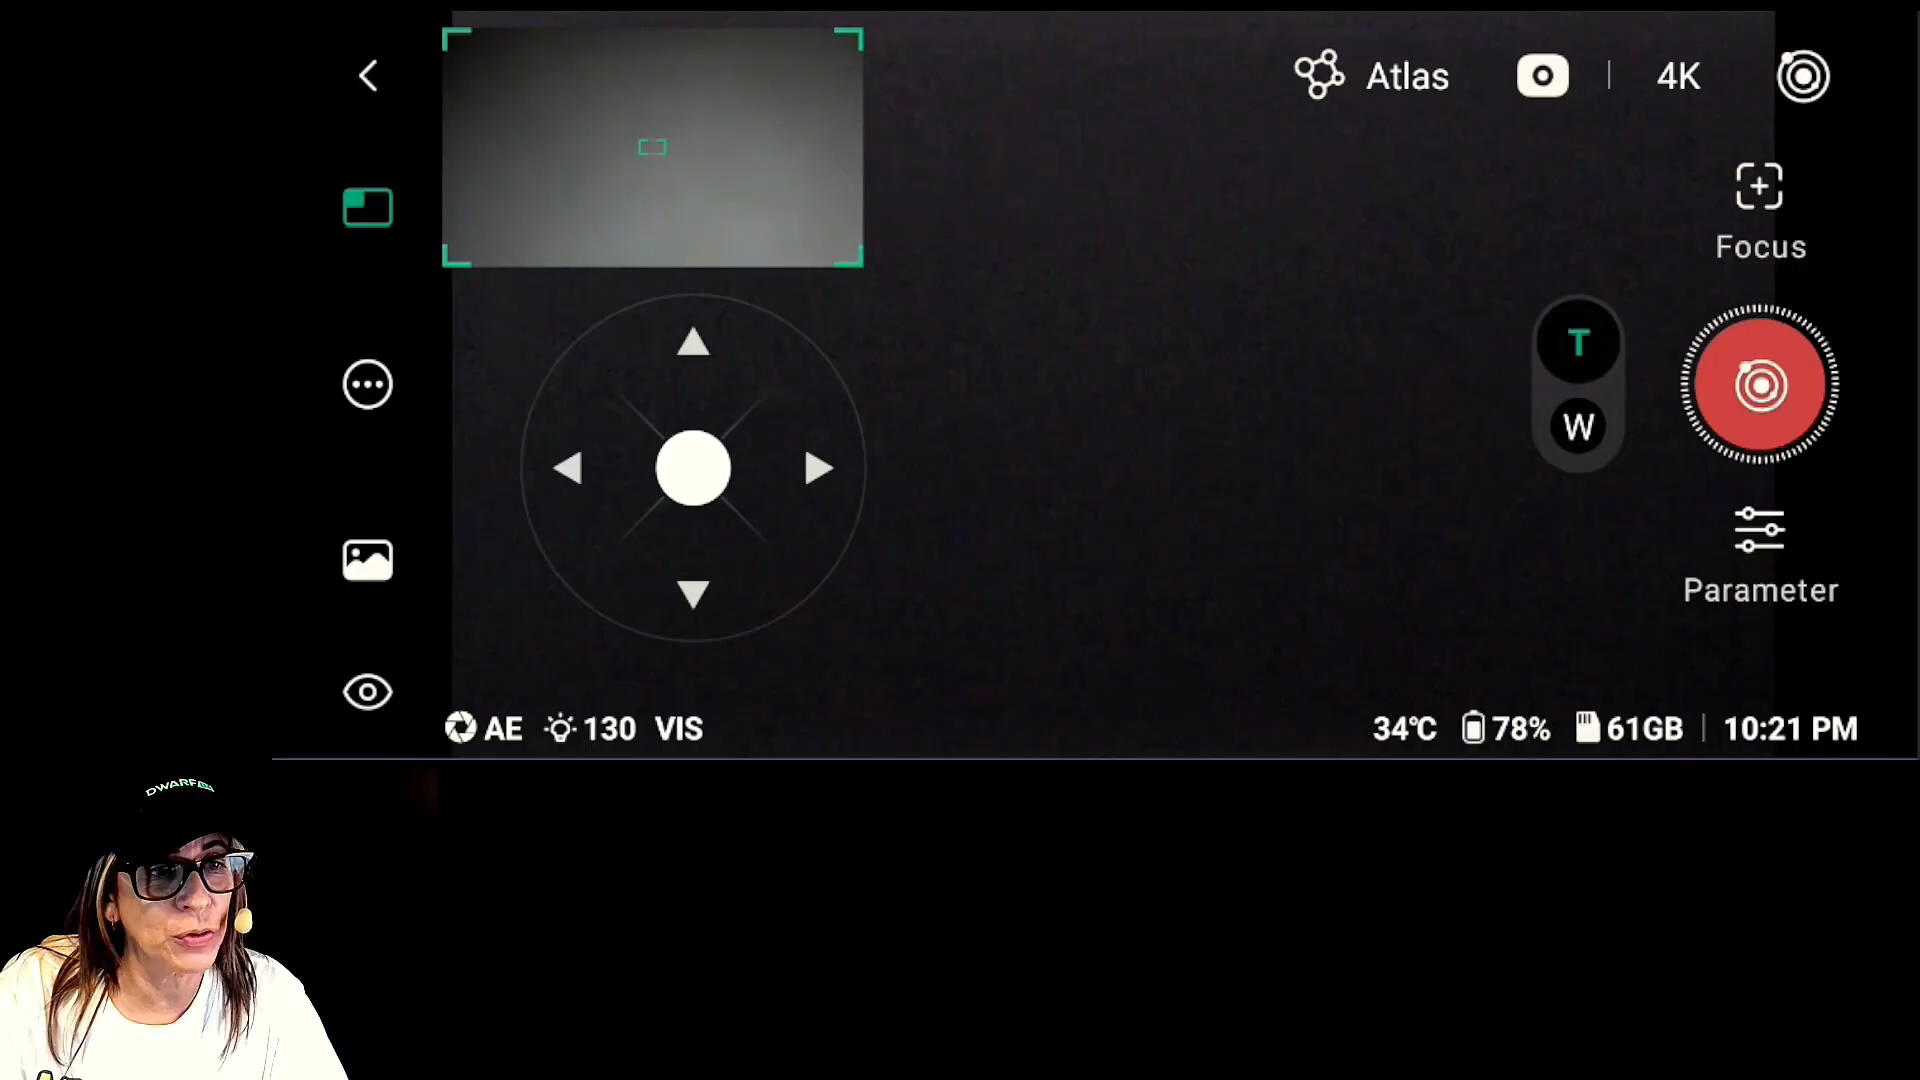 Atlas
4K
Focus
T
W
Parameter
AE 130 VIS
34℃ 78% 61GB 10:21 PM
DWARF